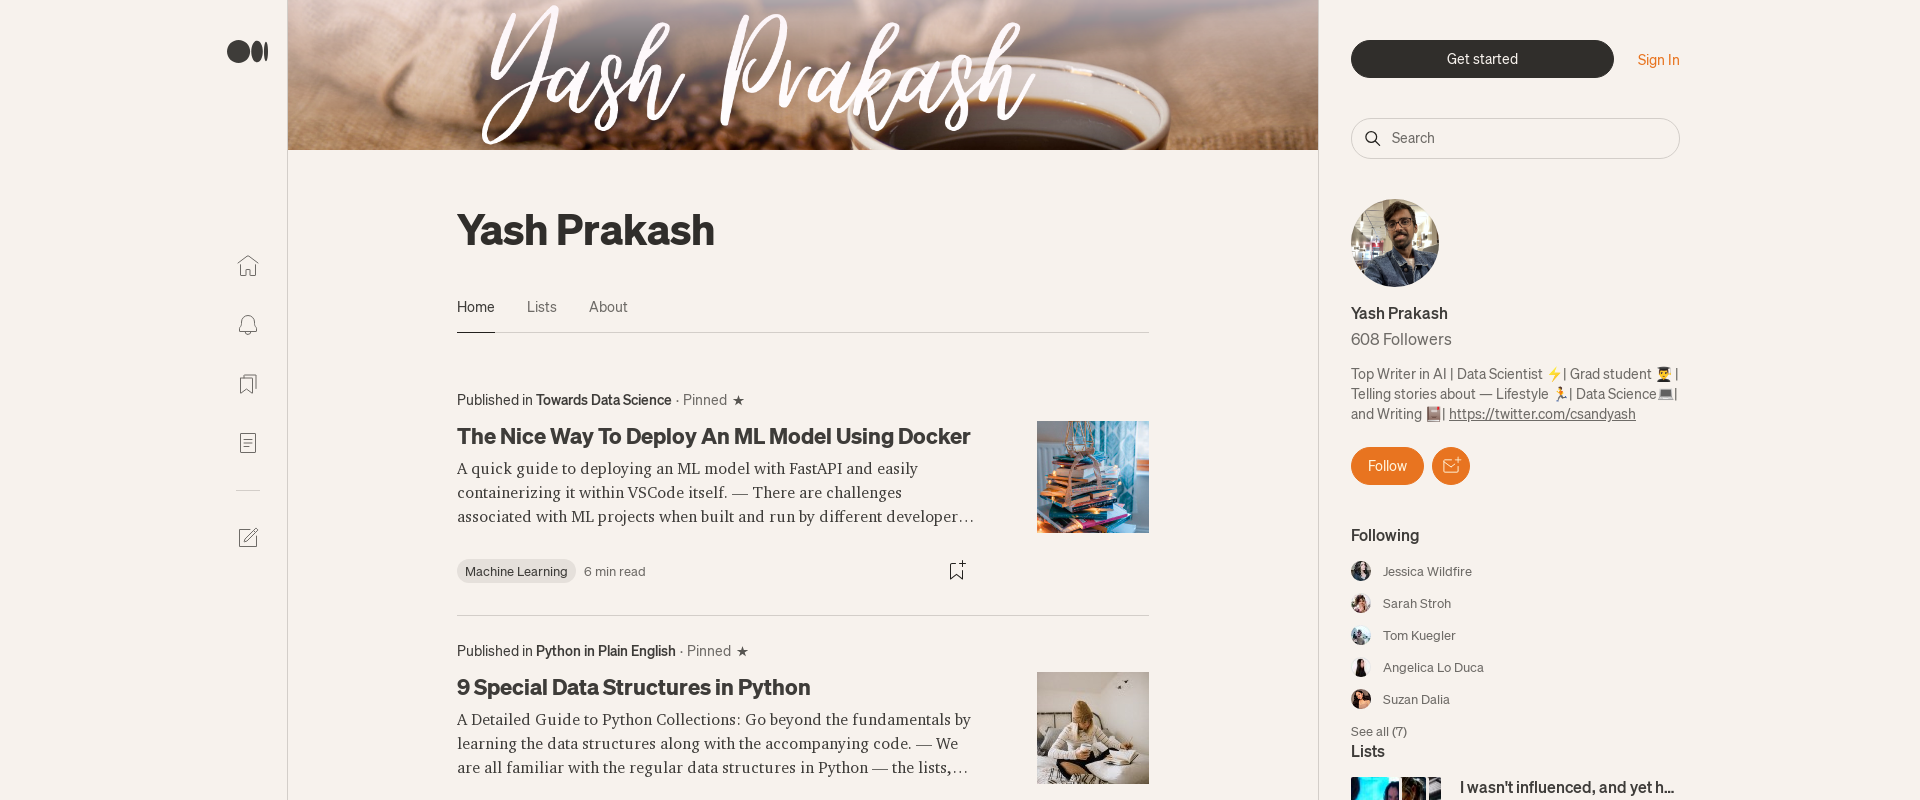 Yash Prakash
Get started
Sign In
Search
Yash Prakash
Home
Lists
About
Published in Towards Data Science · Pinned
The Nice Way To Deploy An ML Model Using Docker
A quick guide to deploying an ML model with FastAPI and easily
containerizing it within VSCode itself. — There are challenges
associated with ML projects when built and run by different developer…
Machine Learning
6 min read
Published in Python in Plain English · Pinned
9 Special Data Structures in Python
A Detailed Guide to Python Collections: Go beyond the fundamentals by
learning the data structures along with the accompanying code. — We
are all familiar with the regular data structures in Python — the lists,…
Yash Prakash
608 Followers
Top Writer in AI | Data Scientist ⚡| Grad student 👨‍🎓 |
Telling stories about — Lifestyle 🏃| Data Science💻|
and Writing 📔| https://twitter.com/csandyash
Follow
Following
Jessica Wildfire
Sarah Stroh
Tom Kuegler
Angelica Lo Duca
Suzan Dalia
See all (7)
Lists
I wasn't influenced, and yet h...